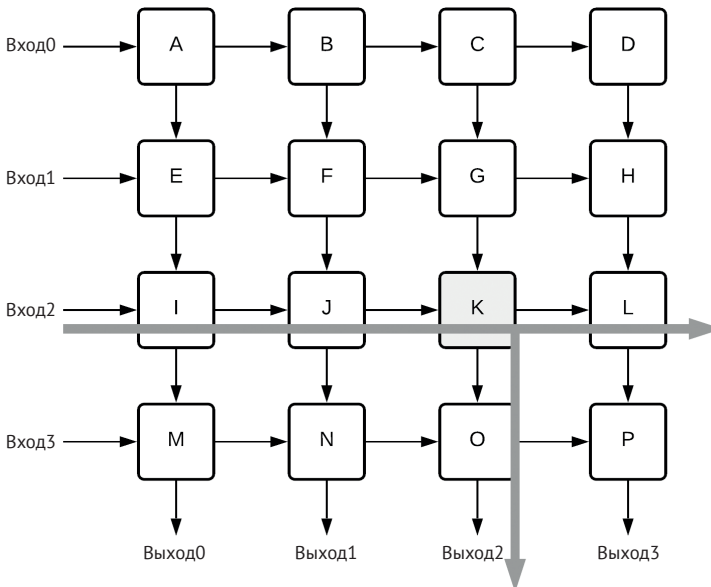 Вход0 A B C D
Вход1 E F G H
Вход2 I J K L
Вход3 M N O P
Выход0 Выход1 Выход2 Выход3